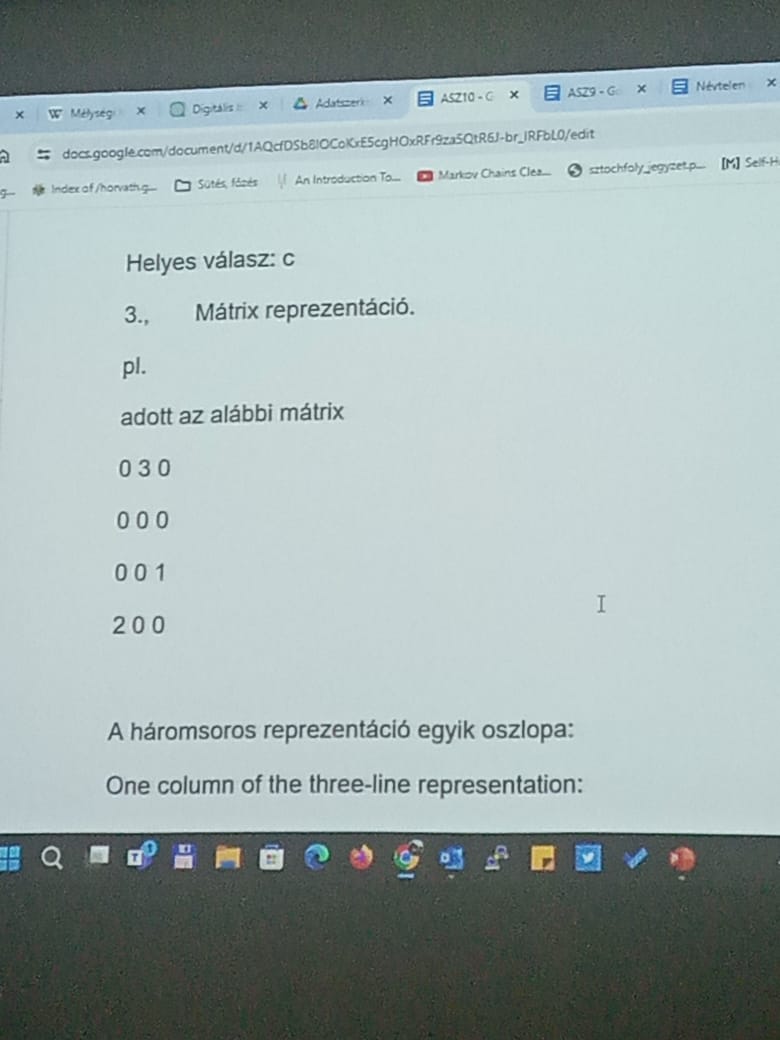 Mélység
Digitális
Adatszerk
ASZ10 - G
ASZ9 - G
Névtelen
docs.google.com/document/d/
/edit
Index of /horvath.g...
Sütés, főzés
An Introduction To...
Markov Chains Clea...
sztochfoly_jegyzet.p...
[M] Self-H
Helyes válasz: c
3., Mátrix reprezentáció.
pl.
adott az alábbi mátrix
0 3 0
0 0 0
0 0 1
2 0 0
A háromsoros reprezentáció egyik oszlopa:
One column of the three-line representation: